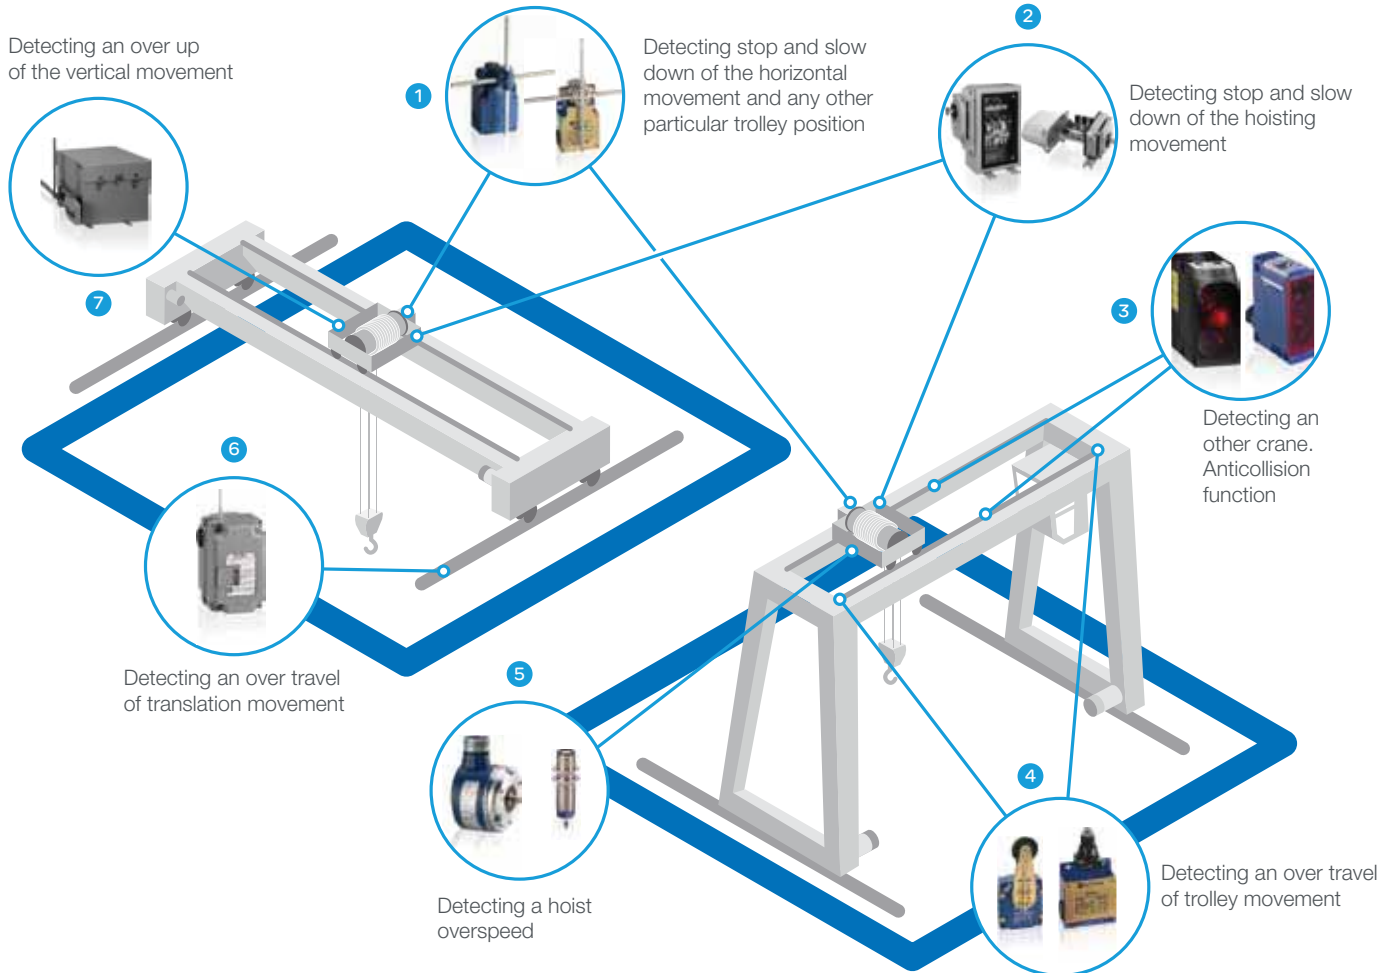 Detecting an over up
of the vertical movement
7
1
Detecting stop and slow
down of the horizontal
movement and any other
particular trolley position
2
Detecting stop and slow
down of the hoisting
movement
3
Detecting an
other crane.
Anticollision
function
6
Detecting an over travel
of translation movement
5
Detecting a hoist
overspeed
4
Detecting an over travel
of trolley movement